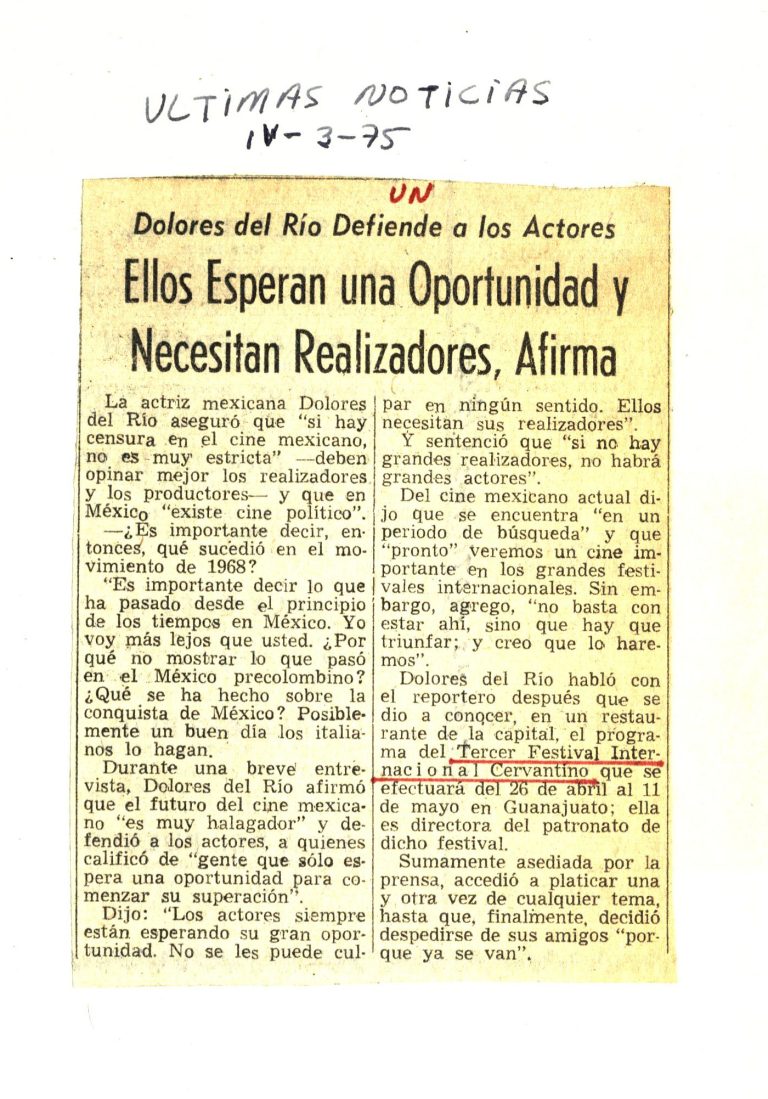 ULTIMAS NOTICIAS
IV-3-75
UN
Dolores del Río Defiende a los Actores
Ellos Esperan una Oportunidad y
Necesitan Realizadores, Afirma
La actriz mexicana Dolores
del Río aseguró que “si hay
censura en el cine mexicano,
no es muy estricta” —deben
opinar mejor los realizadores
y los productores— y que en
México “existe cine político”.
—¿Es importante decir, en-
tonces, qué sucedió en el mo-
vimiento de 1968?
“Es importante decir lo que
ha pasado desde el principio
de los tiempos en México. Yo
voy más lejos que usted. ¿Por
qué no mostrar lo que pasó
en el México precolombino?
¿Qué se ha hecho sobre la
conquista de México? Posible-
mente un buen día los italia-
nos lo hagan.
Durante una breve entre-
vista, Dolores del Río afirmó
que el futuro del cine mexica-
no “es muy halagador” y de-
fendió a los actores, a quienes
calificó de “gente que sólo es-
pera una oportunidad para co-
menzar su superación”.
Dijo: “Los actores siempre
están esperando su gran opor-
tunidad. No se les puede cul-
par en ningún sentido. Ellos
necesitan sus realizadores”.
Y sentenció que “si no hay
grandes realizadores, no habrá
grandes actores”.
Del cine mexicano actual di-
jo que se encuentra “en un
periodo de búsqueda” y que
“pronto” veremos un cine im-
portante en los grandes festi-
vales internacionales. Sin em-
bargo, agrego, “no basta con
estar ahí, sino que hay que
triunfar; y creo que lo hare-
mos”.
Dolores del Río habló con
el reportero después que se
dio a conocer, en un restau-
rante de la capital, el progra-
ma del Tercer Festival Inter-
nacional Cervantino que se
efectuará del 26 de abril al 11
de mayo en Guanajuato; ella
es directora del patronato de
dicho festival.
Sumamente asediada por la
prensa, accedió a platicar una
y otra vez de cualquier tema,
hasta que, finalmente, decidió
despedirse de sus amigos “por-
que ya se van”.